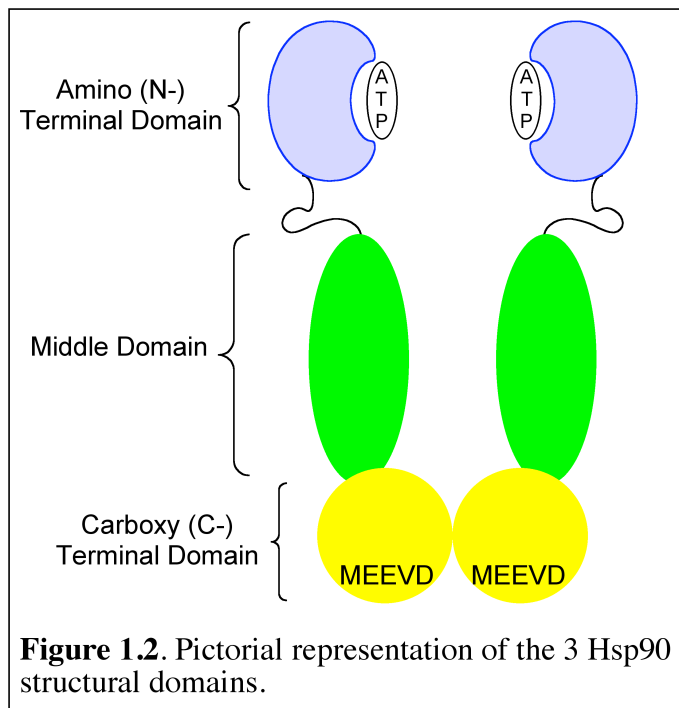 Amino (N-)
Terminal Domain
A
T
P
A
T
P
Middle Domain
Carboxy (C-)
Terminal Domain
MEEVD
MEEVD
Figure 1.2. Pictorial representation of the 3 Hsp90
structural domains.